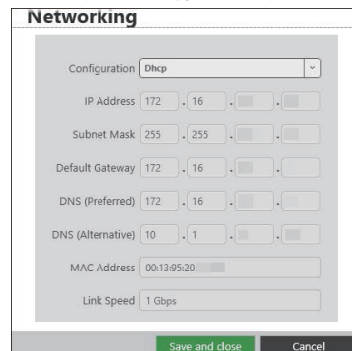 Networking
Configuration Dhcp
IP Address 172 . 16 . .
Subnet Mask 255 . 255 . .
Default Gateway 172 . 16 . .
DNS (Preferred) 172 . 16 . .
DNS (Alternative) 10 . 1 . .
MAC Address 00:13:95:20
Link Speed 1 Gbps
Save and close Cancel